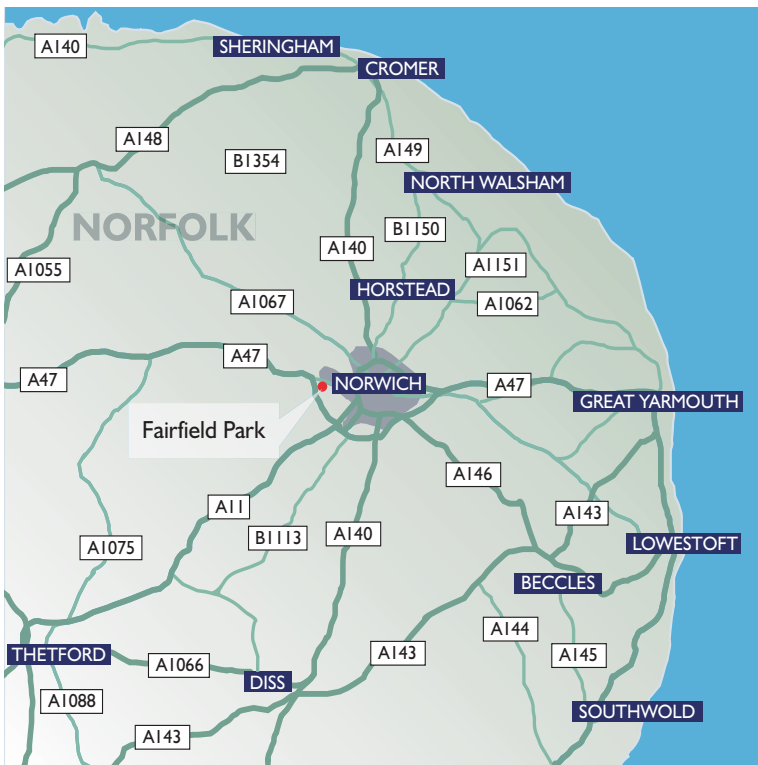 SHERINGHAM
A140
CROMER
A148
A149
B1354
NORTH WALSHAM
NORFOLK
B1150
A140
A1151
A1055
HORSTEAD
A1067
A1062
A47
A47
NORWICH
A47
GREAT YARMOUTH
Fairfield Park
A146
A11
A143
B1113
A140
A1075
LOWESTOFT
BECCLES
A144
THETFORD
A143
A145
A1066
DISS
A1088
SOUTHWOLD
A143